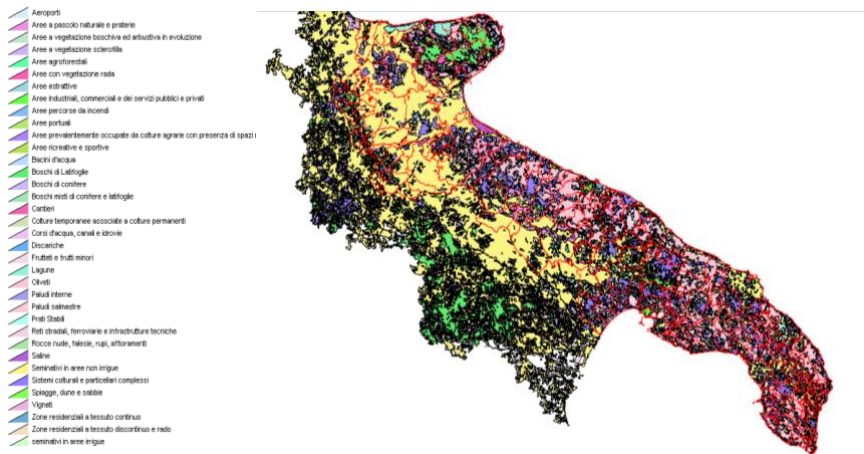 Aeroporti
Aree a pascolo naturale e praterie
Aree a vegetazione boschiva ed arbustiva in evoluzione
Aree a vegetazione sclerofilla
Aree agroforestali
Aree con vegetazione rada
Aree estrattive
Aree industriali, commerciali e dei servizi pubblici e privati
Aree percorse da incendi
Aree portuali
Aree prevalentemente occupate da colture agrarie con presenza di spazi
Aree ricreative e sportive
Bacini d'acqua
Boschi di Latifoglie
Boschi di conifere
Boschi misti di conifere e latifoglie
Cantieri
Colture temporanee associate a colture permanenti
Corsi d'acqua, canali e idrovie
Discariche
Frutteti e frutti minori
Lagune
Oliveti
Paludi interne
Paludi salmastre
Prati Stabili
Reti stradali, ferroviarie e infrastrutture tecniche
Rocce nude, falesie, rupi, affioramenti
Saline
Seminativi in aree non irrigue
Sistemi colturali e particellari complessi
Spiagge, dune e sabbie
Vigneti
Zone residenziali a tessuto continuo
Zone residenziali a tessuto discontinuo e rado
seminativi in aree irrigue